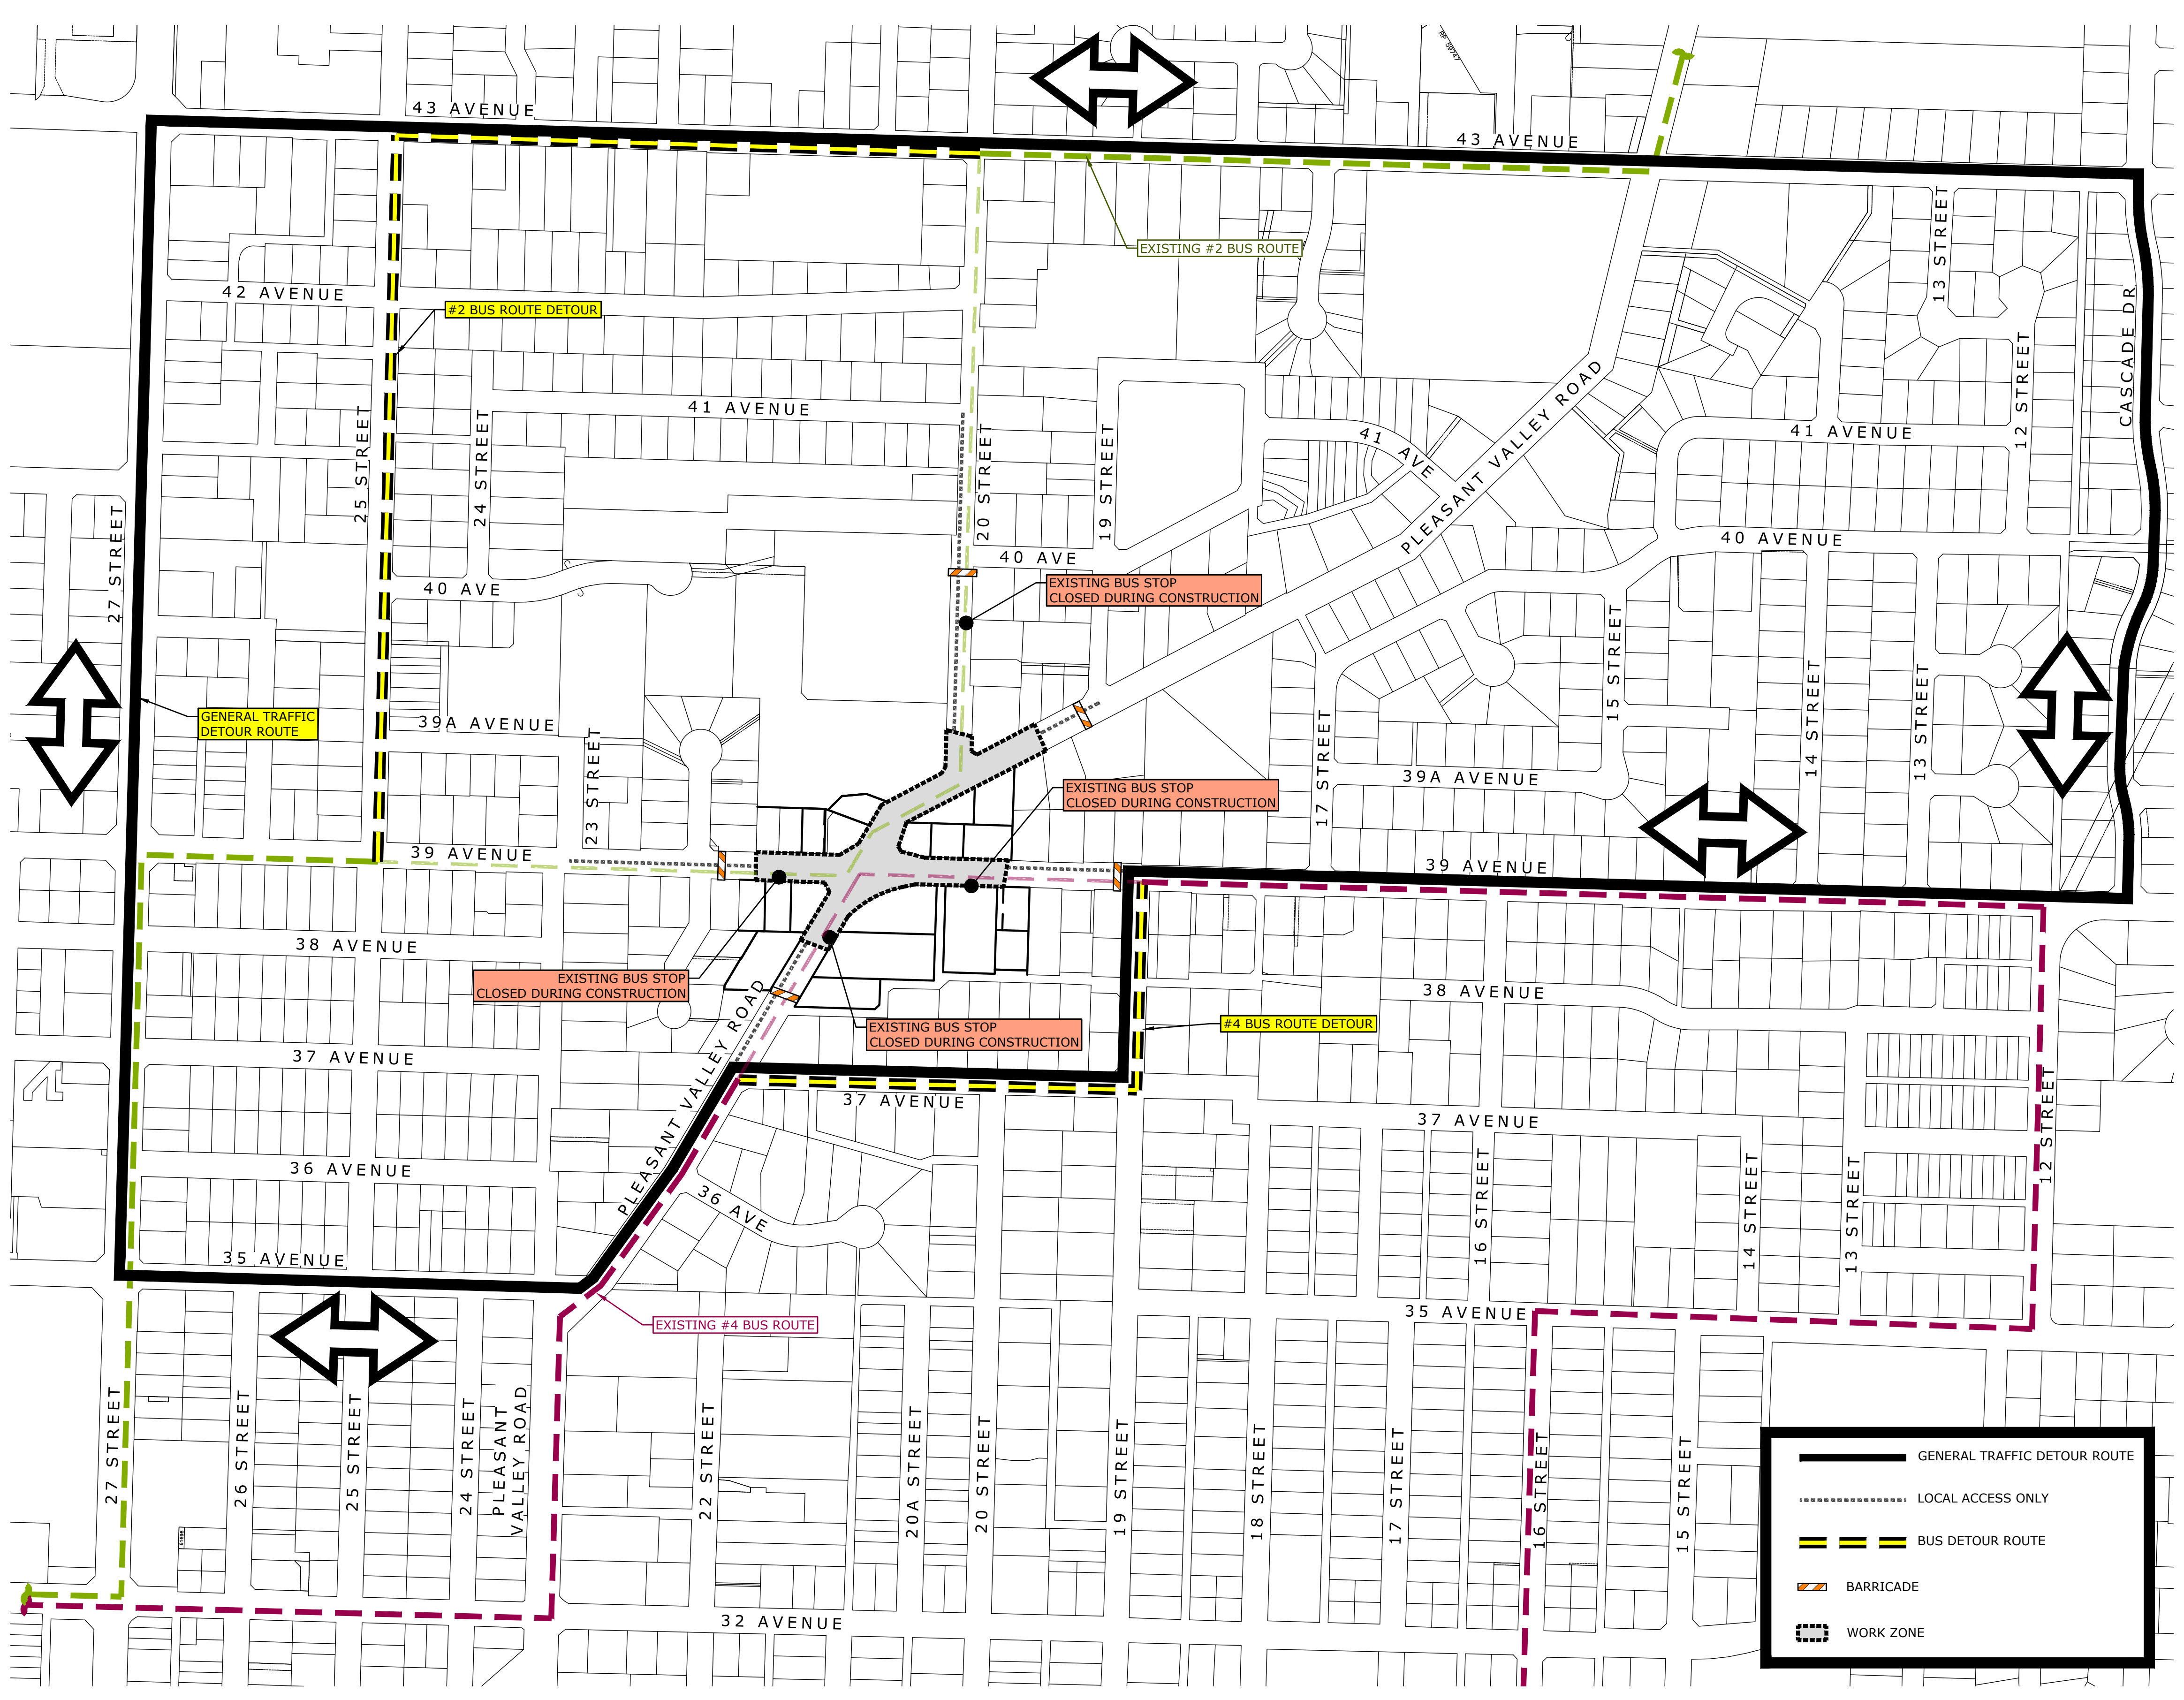 RP 59747
43 AVENUE
43 AVENUE
13 STREET
EXISTING #2 BUS ROUTE
42 AVENUE
#2 BUS ROUTE DETOUR
CASCADE DR
12 STREET
PLEASANT VALLEY ROAD
41 AVENUE
41 AVE
41 AVENUE
25 STREET
24 STREET
20 STREET
19 STREET
27 STREET
40 AVE
40 AVENUE
40 AVE
EXISTING BUS STOP
CLOSED DURING CONSTRUCTION
15 STREET
14 STREET
13 STREET
GENERAL TRAFFIC
DETOUR ROUTE
39A AVENUE
23 STREET
17 STREET
39A AVENUE
EXISTING BUS STOP
CLOSED DURING CONSTRUCTION
39 AVENUE
39 AVENUE
38 AVENUE
EXISTING BUS STOP
CLOSED DURING CONSTRUCTION
38 AVENUE
EXISTING BUS STOP
CLOSED DURING CONSTRUCTION
#4 BUS ROUTE DETOUR
37 AVENUE
PLEASANT VALLEY ROAD
37 AVENUE
37 AVENUE
12 STREET
36 AVENUE
36 AVE
16 STREET
14 STREET
13 STREET
35 AVENUE
35 AVENUE
EXISTING #4 BUS ROUTE
27 STREET
26 STREET
25 STREET
24 STREET
PLEASANT
VALLEY ROAD
22 STREET
20A STREET
20 STREET
19 STREET
18 STREET
17 STREET
16 STREET
15 STREET
32 AVENUE
GENERAL TRAFFIC DETOUR ROUTE
LOCAL ACCESS ONLY
BUS DETOUR ROUTE
BARRICADE
WORK ZONE